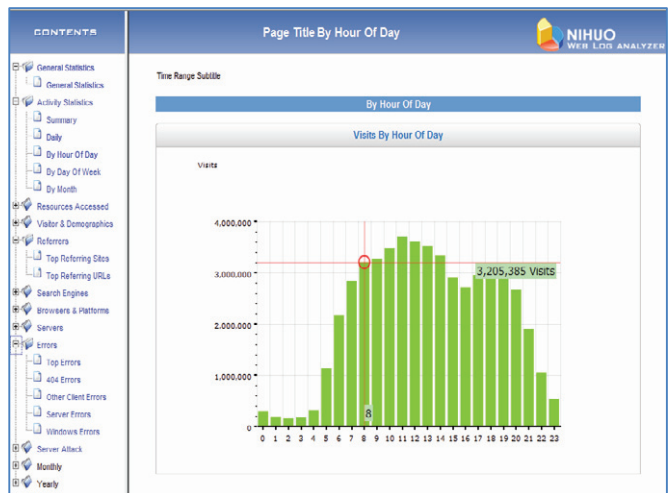 CONTENTS
General Statistics
General Statistics
Activity Statistics
Summary
Daily
By Hour Of Day
By Day Of Week
By Month
Resources Accessed
Visitor & Demographics
Referrers
Top Referring Sites
Top Referring URLs
Search Engines
Browsers & Platforms
Servers
Errors
Top Errors
404 Errors
Other Client Errors
Server Errors
Windows Errors
Server Attack
Monthly
Yearly
Page Title By Hour Of Day
NIHUO
WEB LOG ANALYZER
Time Range Subtitle
By Hour Of Day
Visits By Hour Of Day
Visits
4,000,000
3,000,000
3,205,385 Visits
2,000,000
1,000,000
8
0
0 1 2 3 4 5 6 7 8 9 10 11 12 13 14 15 16 17 18 19 20 21 22 23